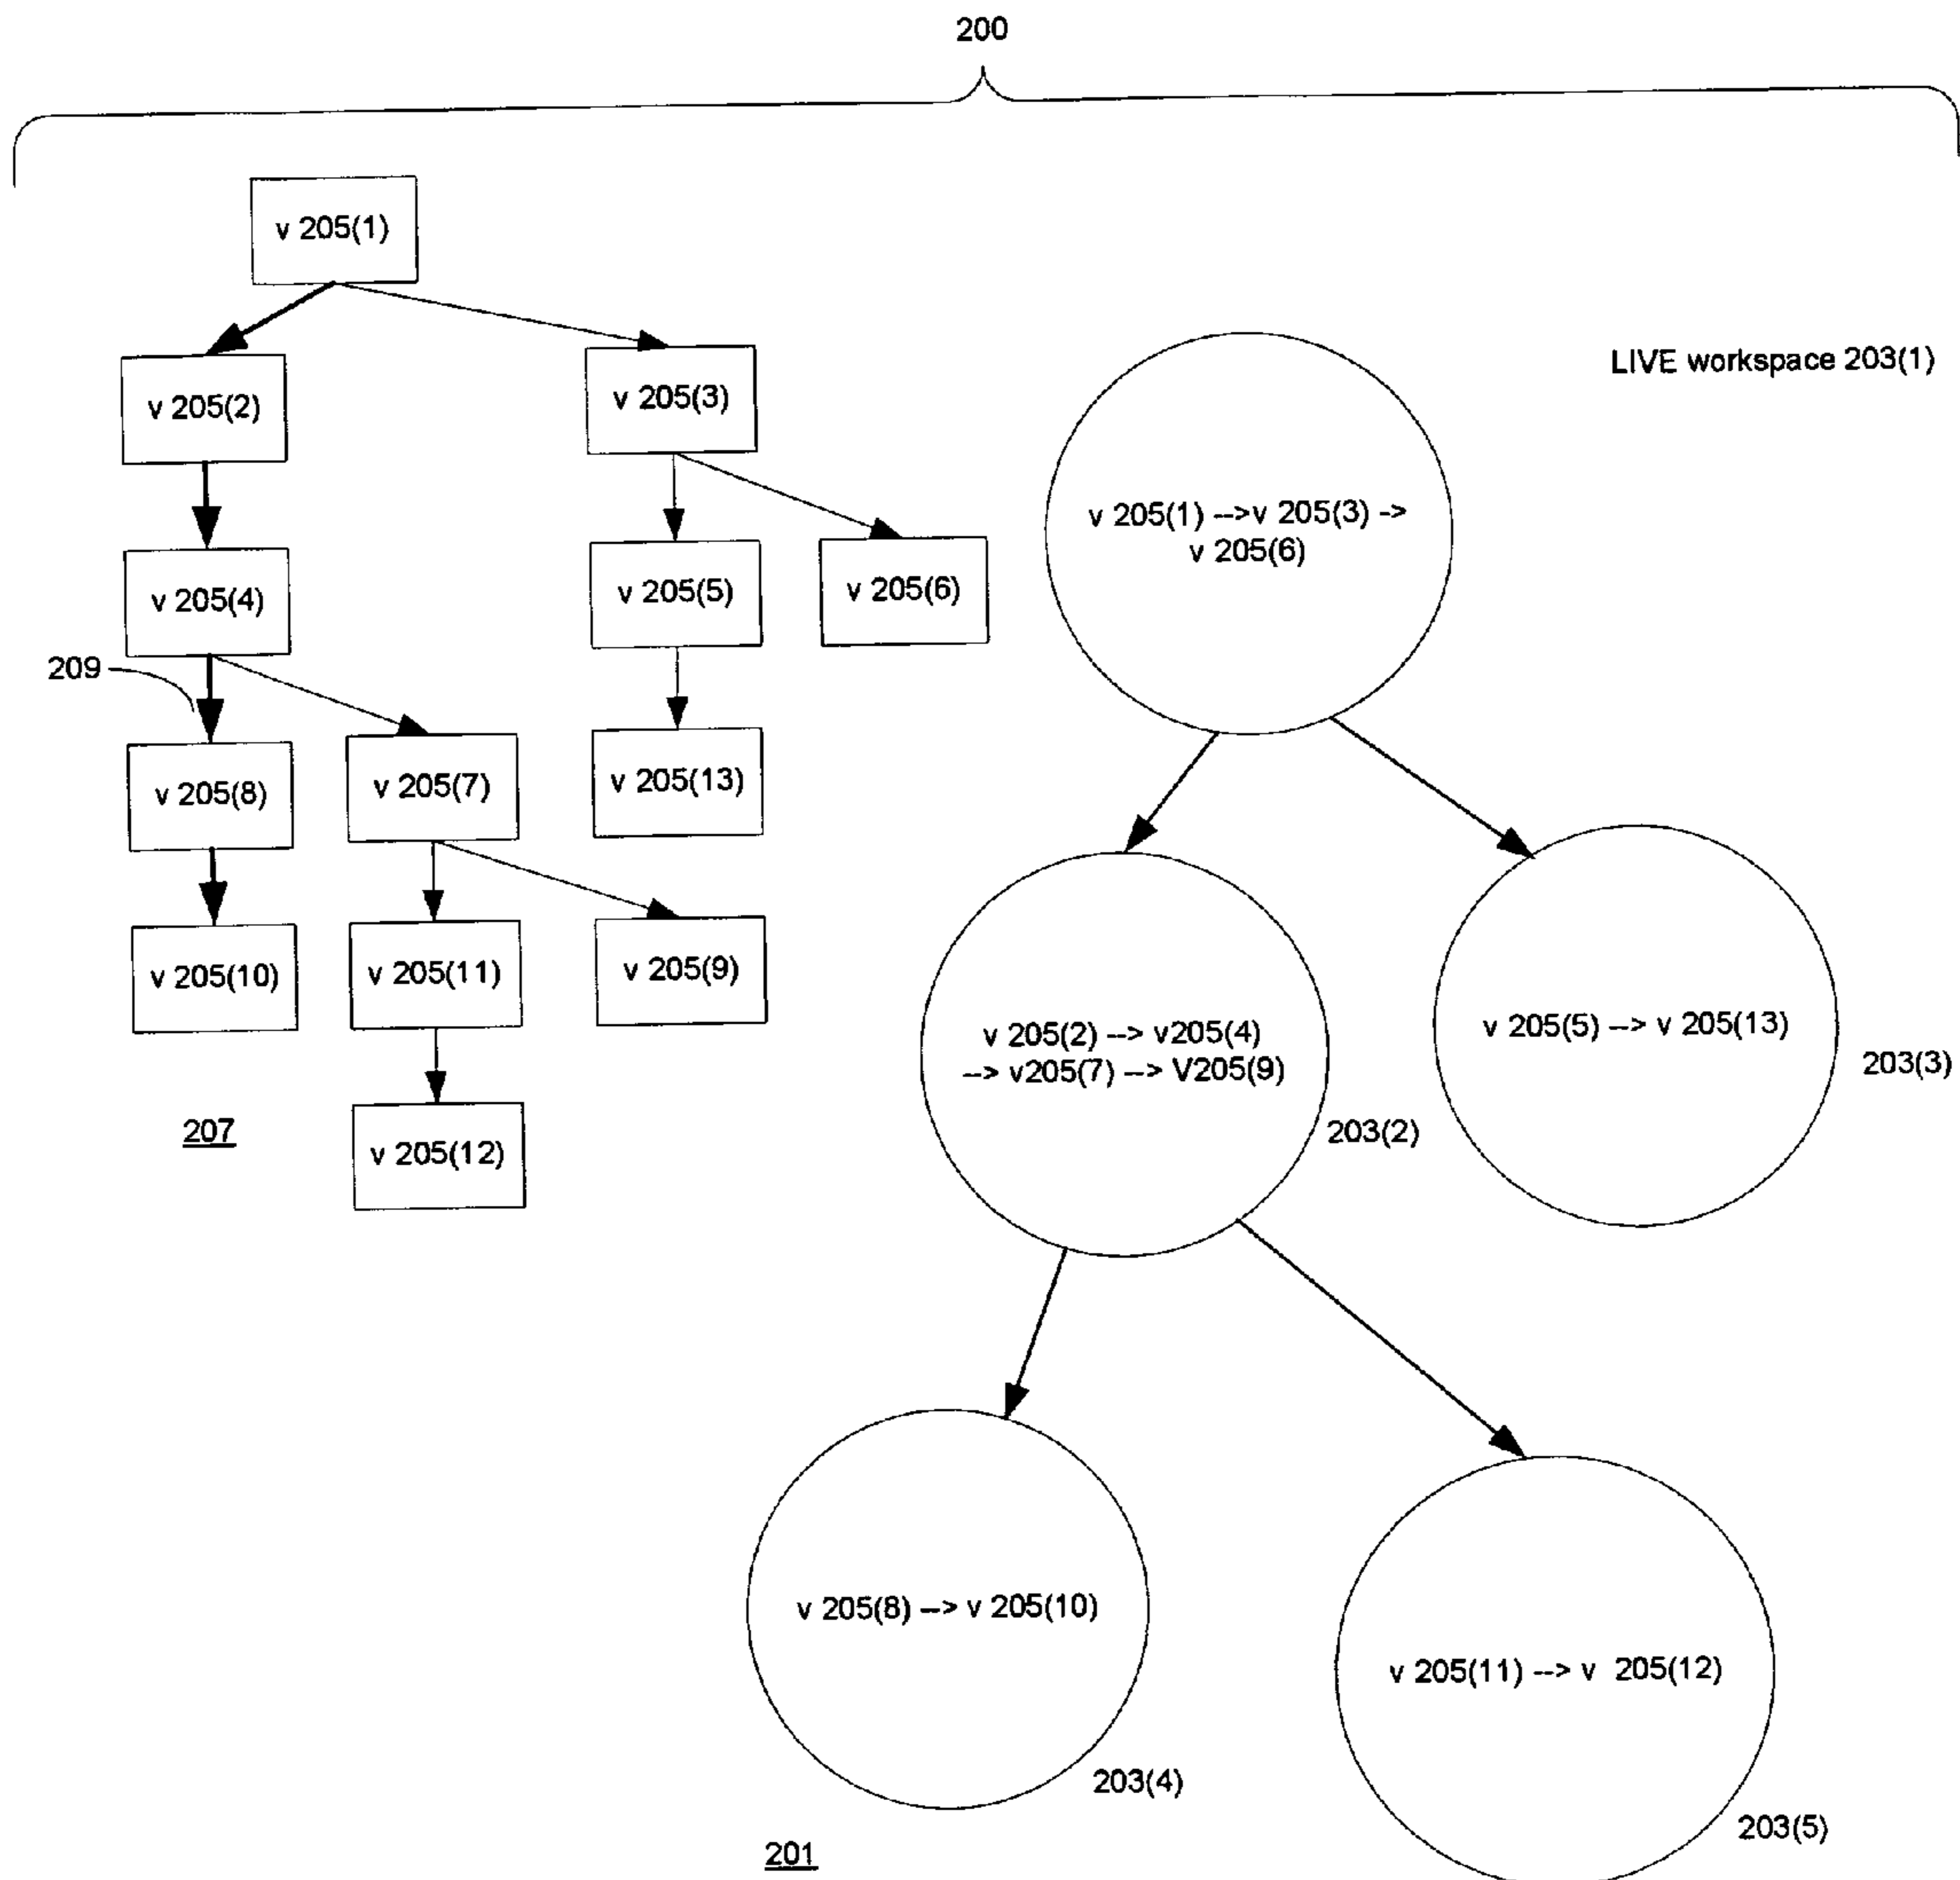 200
v 205(1)
v 205(2)
v 205(3)
LIVE workspace 203(1)
v 205(1) -->v 205(3) ->
v 205(6)
v 205(4)
v 205(5)
v 205(6)
209
v 205(8)
v 205(7)
v 205(13)
v 205(10)
v 205(11)
v 205(9)
v 205(2) --> v205(4)
--> v205(7) --> V205(9)
203(2)
v 205(5) --> v 205(13)
203(3)
207
v 205(12)
v 205(8) --> v 205(10)
203(4)
v 205(11) --> v 205(12)
203(5)
201